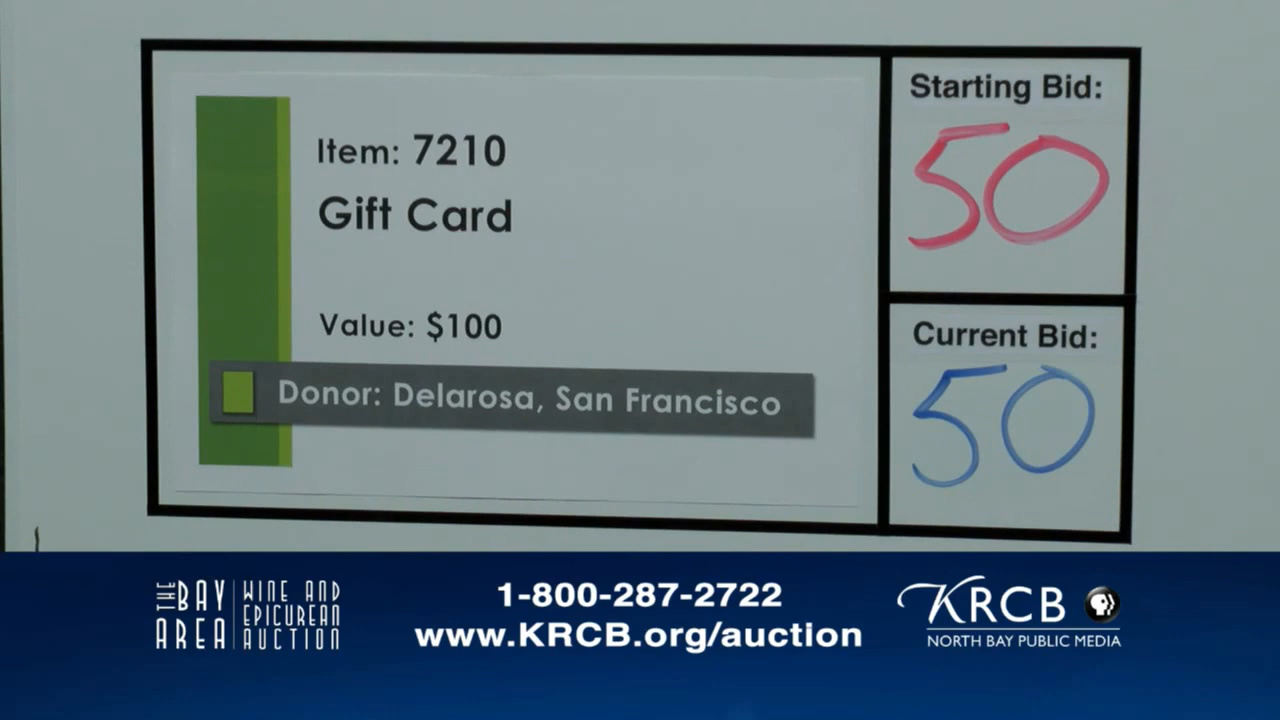 Item: 7210
Gift Card
Value: $100
Donor: Delarosa, San Francisco
Starting Bid:
50
Current Bid:
50
THE BAY AREA
WINE AND EPICUREAN AUCTION
1-800-287-2722
www.KRCB.org/auction
KRCB
NORTH BAY PUBLIC MEDIA